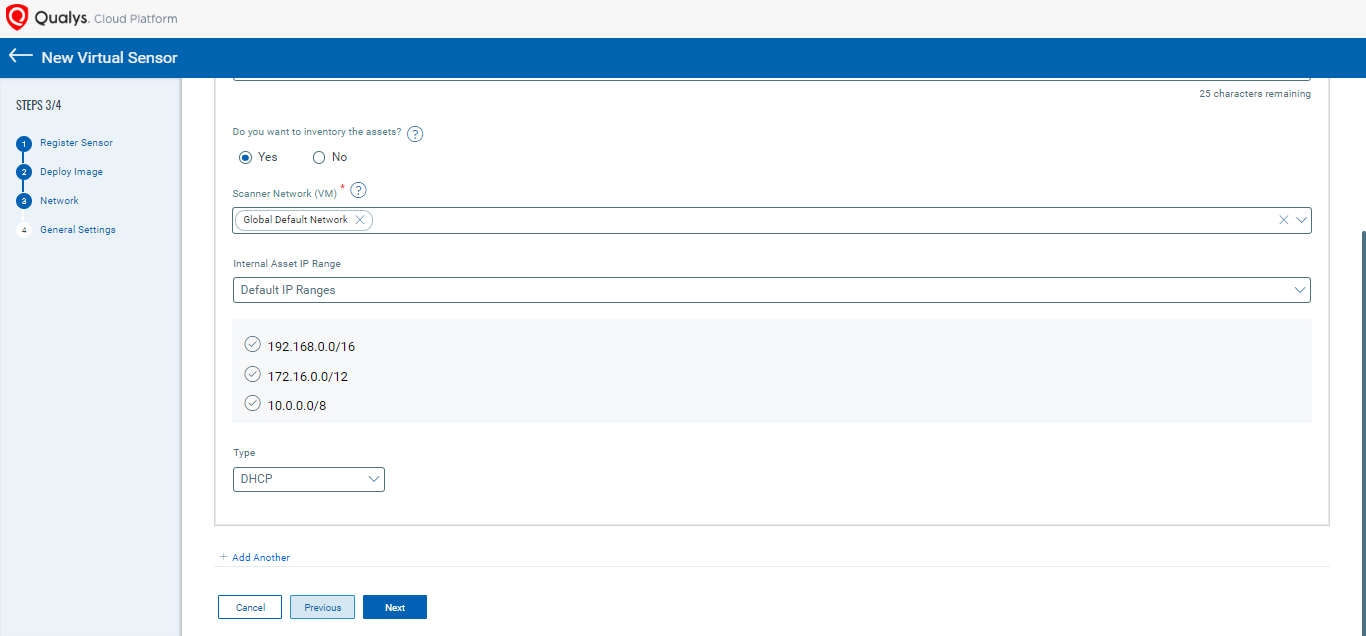 Qualys. Cloud Platform
New Virtual Sensor
STEPS 3/4
1 Register Sensor
2 Deploy Image
3 Network
4 General Settings
25 characters remaining
Do you want to inventory the assets? ?
Yes No
Scanner Network (VM) * ?
Global Default Network
Internal Asset IP Range
Default IP Ranges
192.168.0.0/16
172.16.0.0/12
10.0.0.0/8
Type
DHCP
+ Add Another
Cancel Previous Next